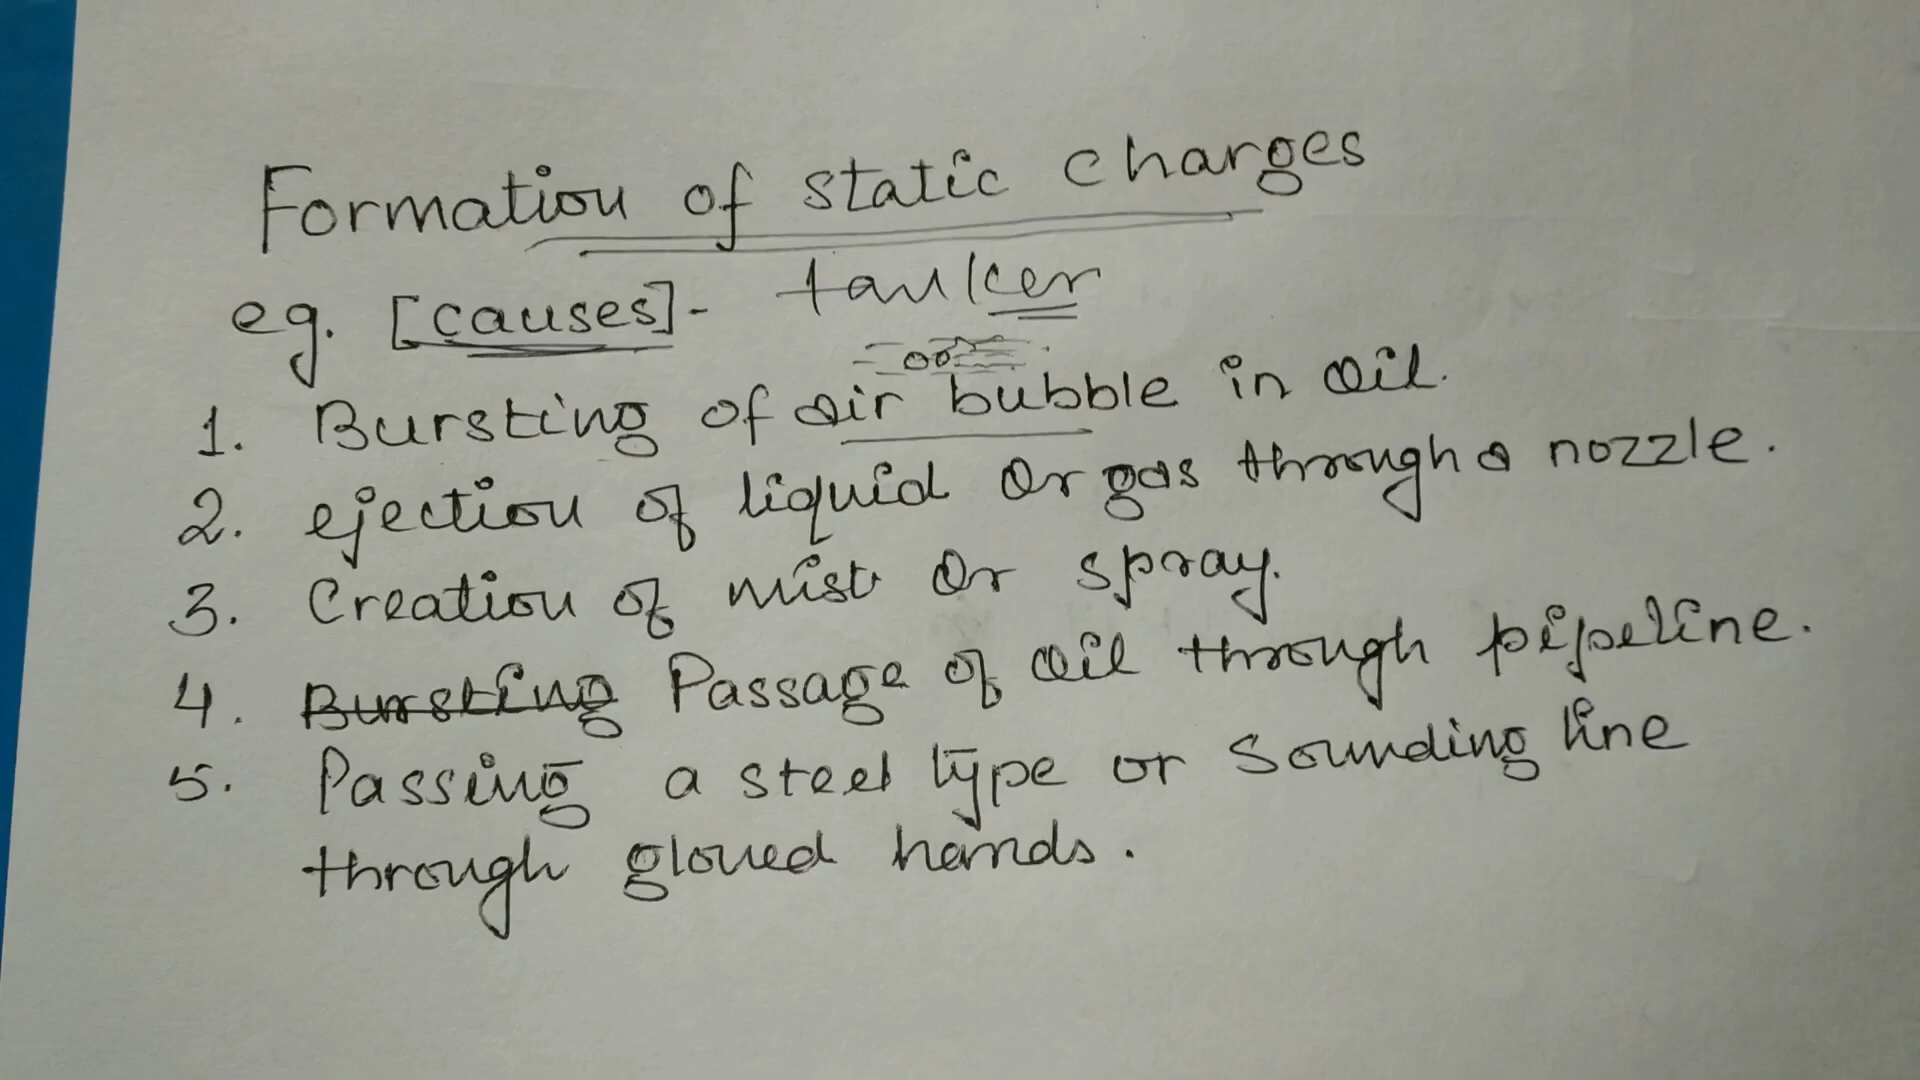 Formation of static charges
eg. [causes]- tanker
1. Bursting of air bubble in oil.
2. ejection of liquid or gas through a nozzle.
3. Creation of mist or spray.
4. Bursting Passage of oil through pipeline.
5. Passing a steel type or Sounding line
through gloved hands.